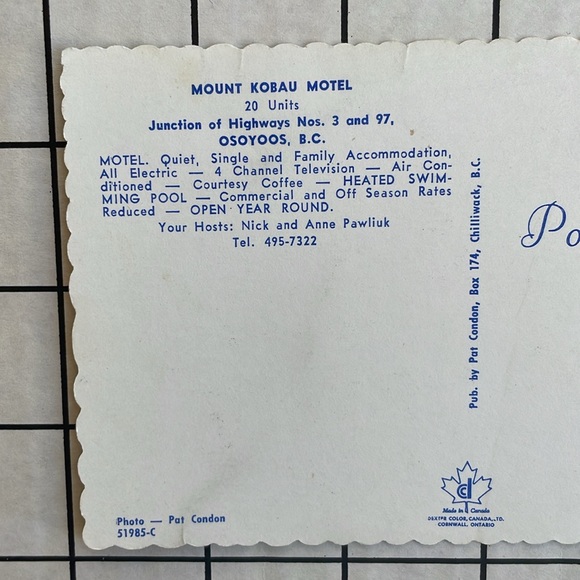 MOUNT KOBAU MOTEL
20 Units
Junction of Highways Nos. 3 and 97,
OSOYOOS, B.C.
MOTEL. Quiet, Single and Family Accommodation,
All Electric — 4 Channel Television — Air Con-
ditioned — Courtesy Coffee — HEATED SWIM-
MING POOL — Commercial and Off Season Rates
Reduced — OPEN YEAR ROUND.
Your Hosts: Nick and Anne Pawliuk
Tel. 495-7322
Pub. by Pat Condon, Box 174, Chilliwack, B.C.
Po
cd
Made in Canada
DEXTER COLOR, CANADA, LTD.
CORNWALL, ONTARIO
Photo — Pat Condon
51985-C